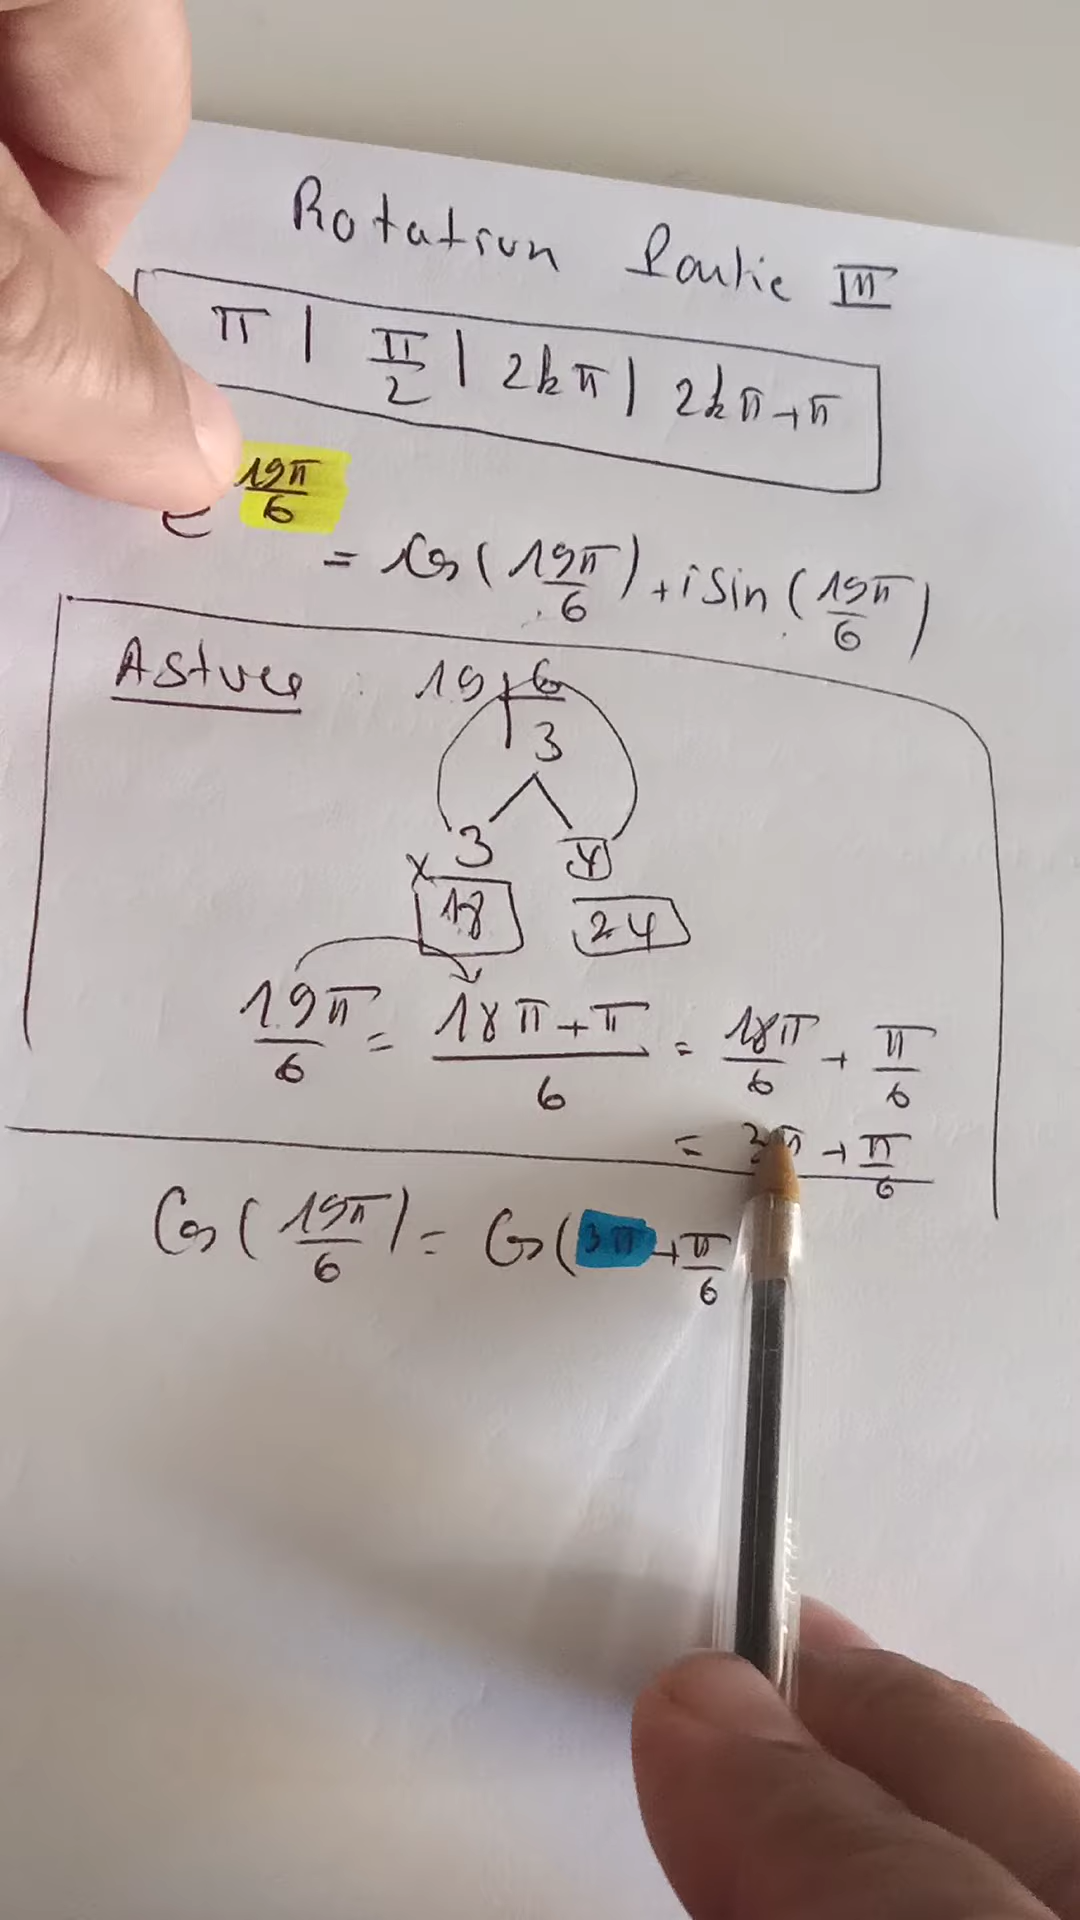 Rotation Partie III
π | π/2 | 2kπ | 2kπ+π
e^(19π/6)
= Cos(19π/6) + i Sin(19π/6)
Astuce : 19 | 6
3
3 4
x 18 24
19π/6 = (18π+π)/6 = 18π/6 + π/6
= 3π + π/6
Cos(19π/6) = Cos(3π + π/6